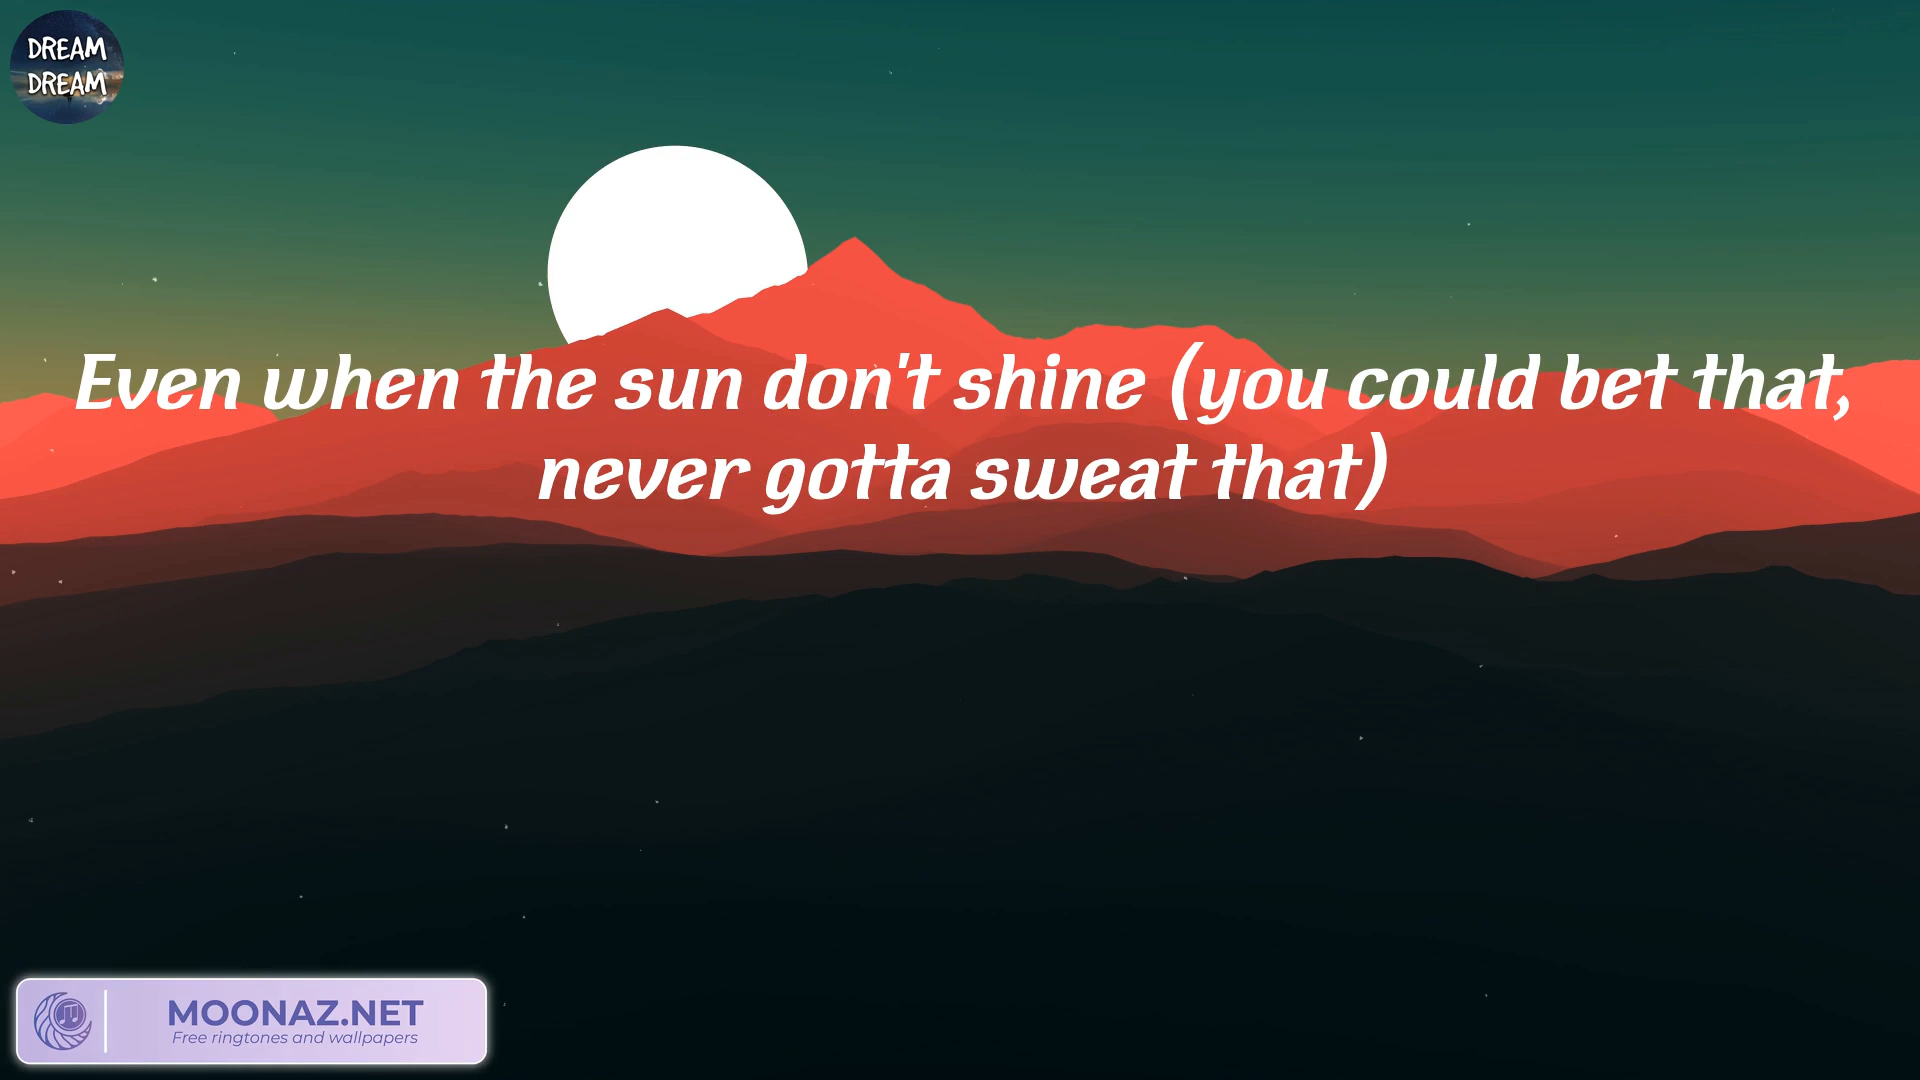 DREAM
DREAM
Even when the sun don't shine (you could bet that,
never gotta sweat that)
MOONAZ.NET
Free ringtones and wallpapers